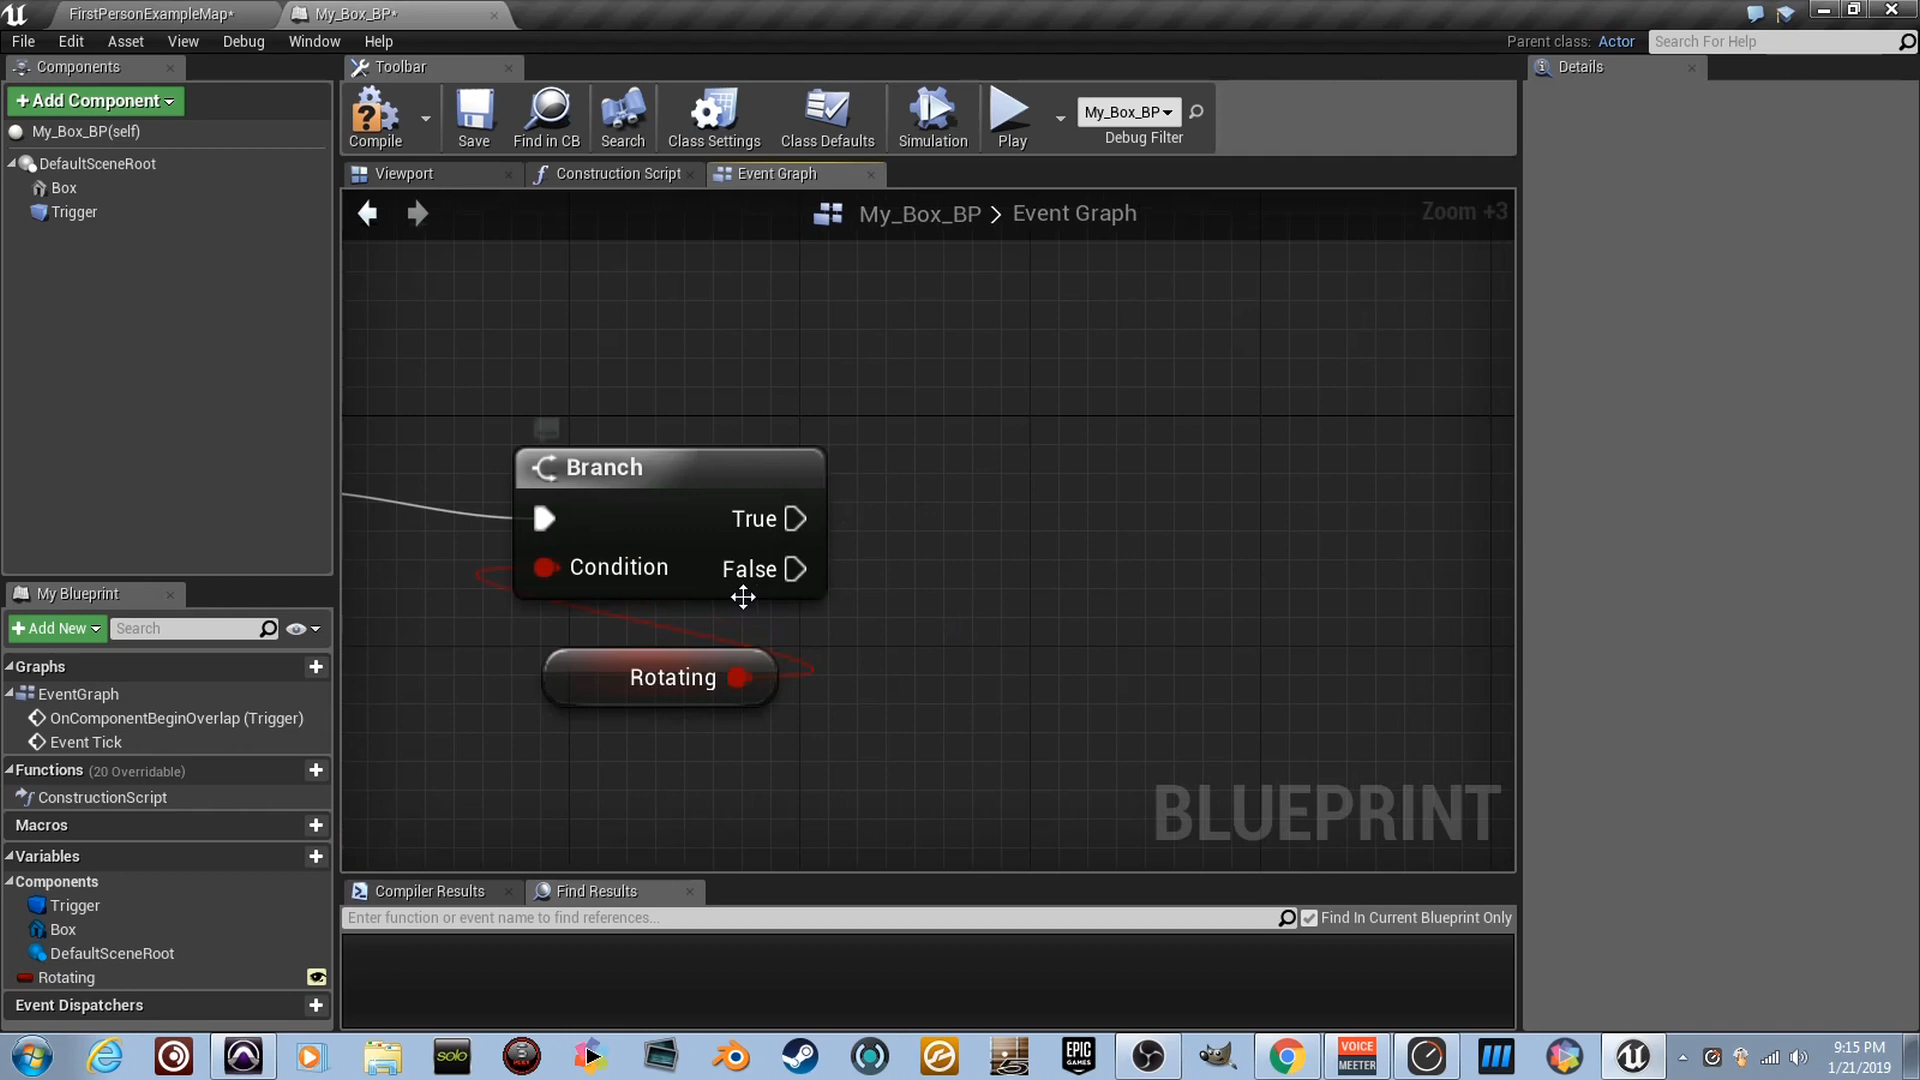 FirstPersonExampleMap*
My_Box_BP*
File Edit Asset View Debug Window Help
Parent class: Actor
Search For Help
Components
Toolbar
Details
+Add Component
My_Box_BP(self)
DefaultSceneRoot
Box
Trigger
Compile
Save
Find in CB
Search
Class Settings
Class Defaults
Simulation
Play
My_Box_BP
Debug Filter
Viewport
Construction Script
Event Graph
My_Box_BP > Event Graph
Zoom +3
Branch
True
Condition
False
Rotating
BLUEPRINT
My Blueprint
+Add New
Search
Graphs
EventGraph
OnComponentBeginOverlap (Trigger)
Event Tick
Functions (20 Overridable)
ConstructionScript
Macros
Variables
Components
Trigger
Box
DefaultSceneRoot
Rotating
Event Dispatchers
Compiler Results
Find Results
Enter function or event name to find references...
Find In Current Blueprint Only
solo
EPIC
GAMES
VOICE
MEETER
9:15 PM
1/21/2019